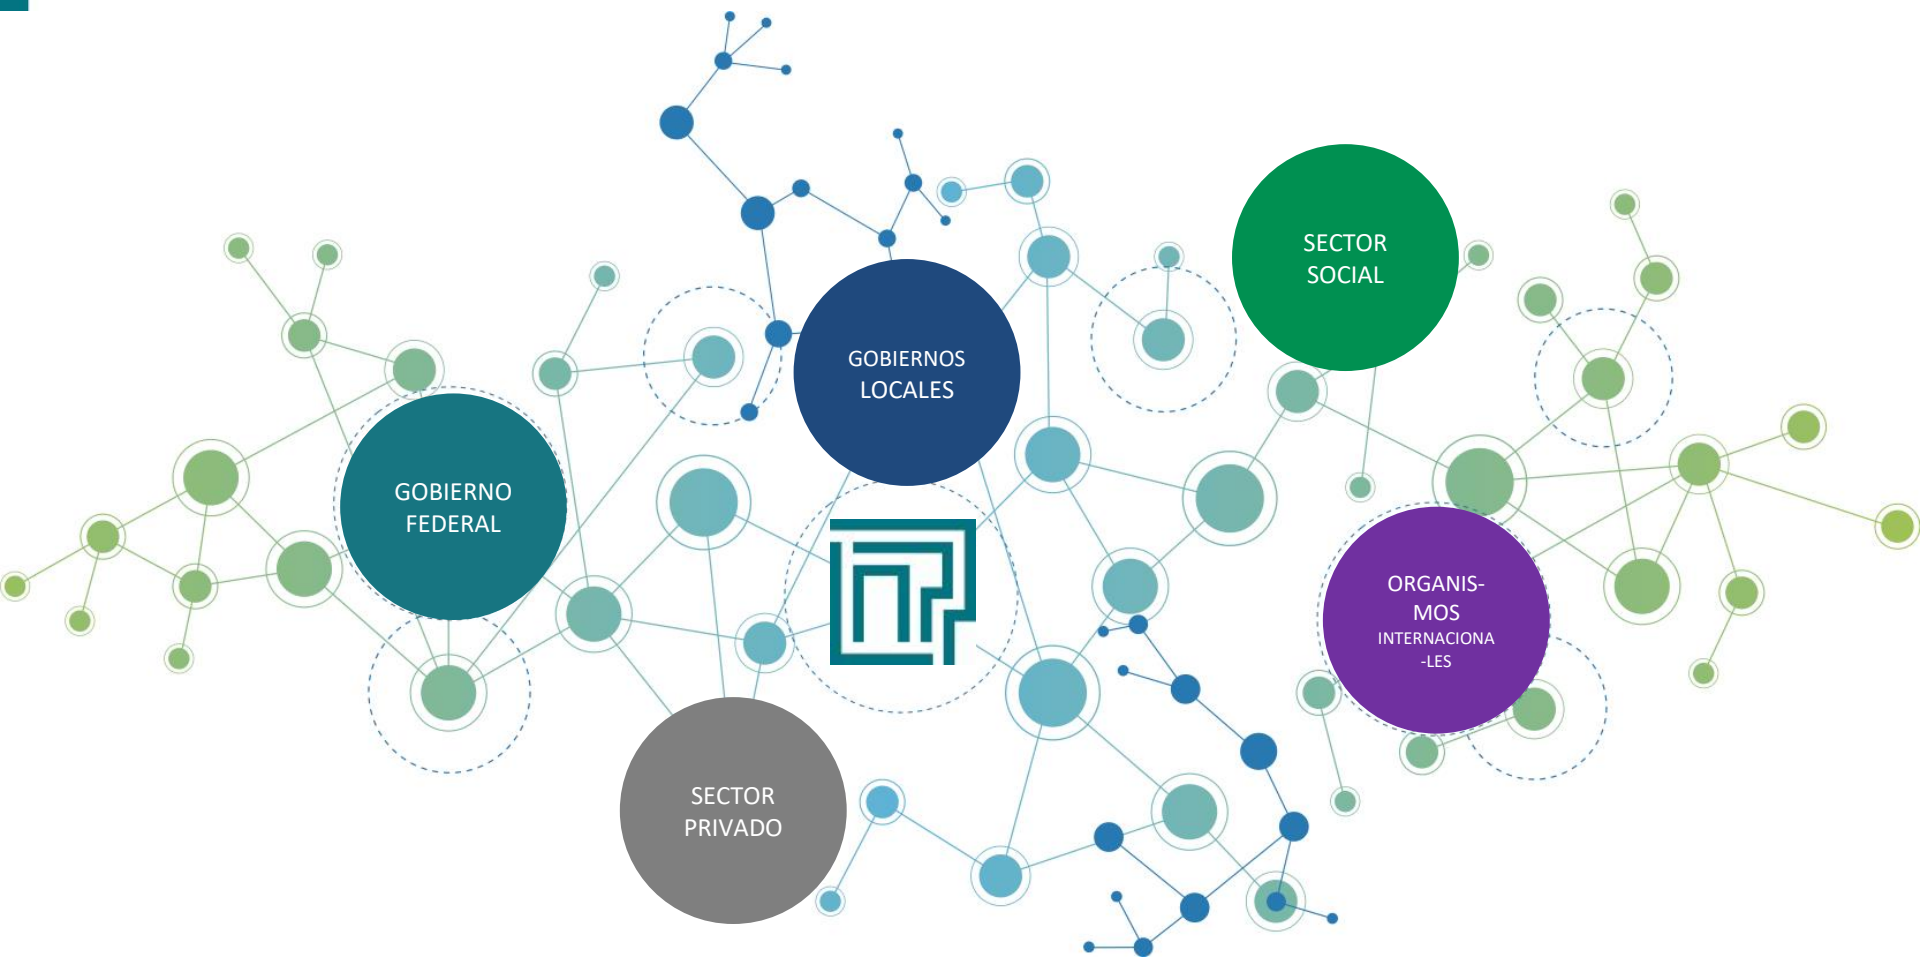 SECTOR
SOCIAL
GOBIERNOS
LOCALES
GOBIERNO
FEDERAL
ORGANIS-
MOS
INTERNACIONA
-LES
SECTOR
PRIVADO